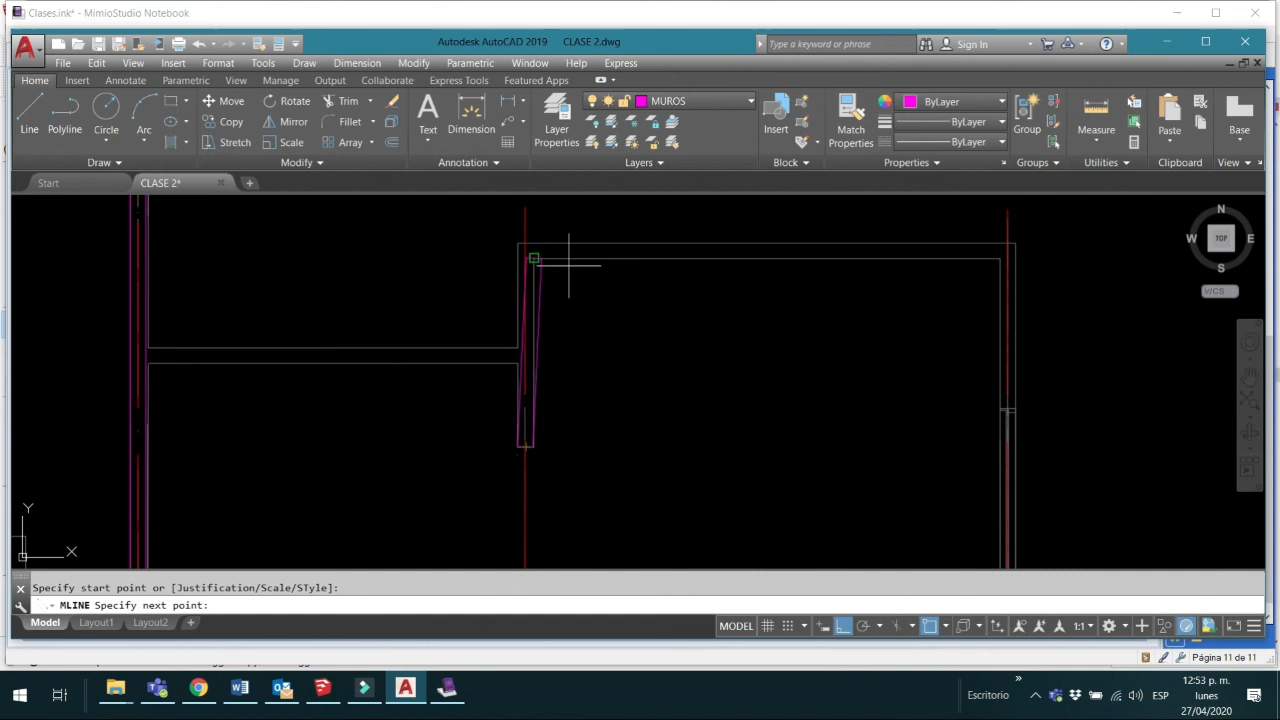 Clases.ink* - MimioStudio Notebook
Autodesk AutoCAD 2019 CLASE 2.dwg
Type a keyword or phrase
Sign In
File Edit View Insert Format Tools Draw Dimension Modify Parametric Window Help Express
Home Insert Annotate Parametric View Manage Output Collaborate Express Tools Featured Apps
Move Rotate Trim MUROS ByLayer
Line Polyline Circle Arc Copy Mirror Fillet Text Dimension Layer Properties Insert Match Properties ByLayer Group Measure Paste Base
Stretch Scale Array ByLayer
Draw Modify Annotation Layers Block Properties Groups Utilities Clipboard View
Start CLASE 2*
N
W TOP E
S
WCS
Y
X
Specify start point or [Justification/Scale/STyle]:
MLINE Specify next point:
Model Layout1 Layout2 MODEL 1:1
Página 11 de 11
12:53 p. m.
Escritorio ESP lunes
27/04/2020